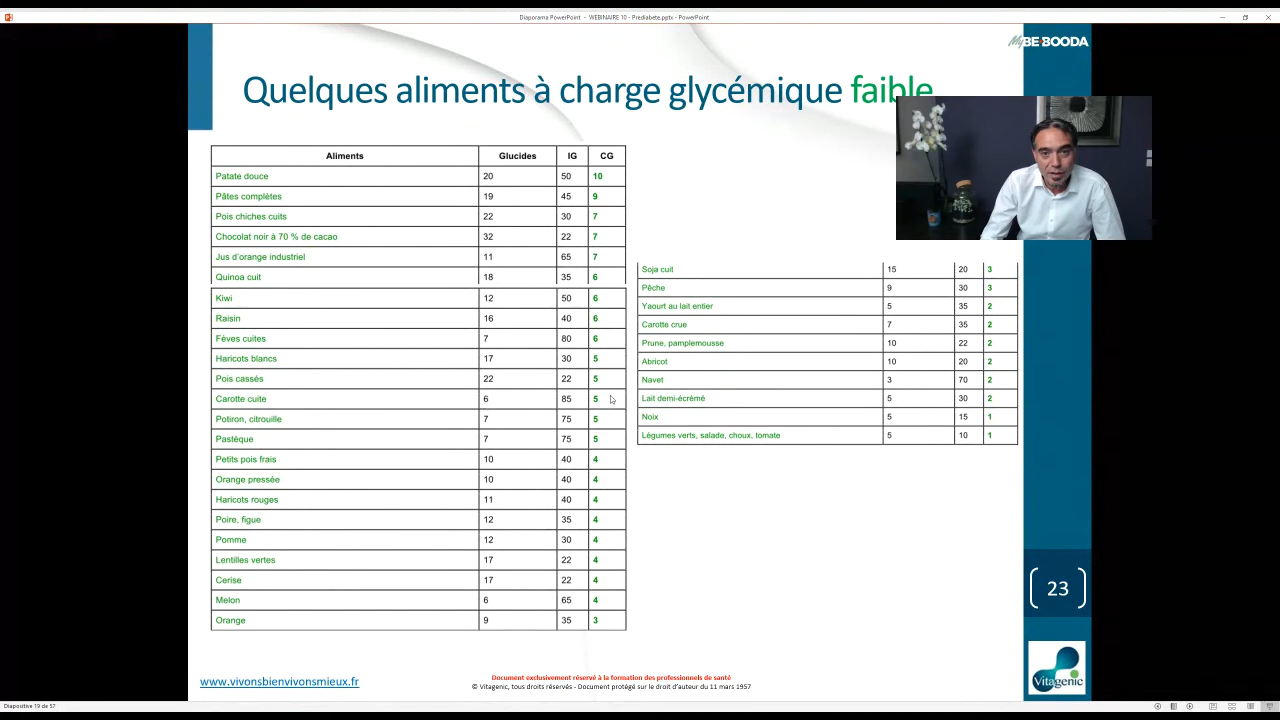 Diaporama PowerPoint - WEBINAIRE 10 - Prediabete.pptx - PowerPoint
MyBE-BOODA
Quelques aliments à charge glycémique faible
Aliments Glucides IG CG
Patate douce 20 50 10
Pâtes complètes 19 45 9
Pois chiches cuits 22 30 7
Chocolat noir à 70 % de cacao 32 22 7
Jus d'orange industriel 11 65 7
Quinoa cuit 18 35 6
Kiwi 12 50 6
Raisin 16 40 6
Fèves cuites 7 80 6
Haricots blancs 17 30 5
Pois cassés 22 22 5
Carotte cuite 6 85 5
Potiron, citrouille 7 75 5
Pastèque 7 75 5
Petits pois frais 10 40 4
Orange pressée 10 40 4
Haricots rouges 11 40 4
Poire, figue 12 35 4
Pomme 12 30 4
Lentilles vertes 17 22 4
Cerise 17 22 4
Melon 6 65 4
Orange 9 35 3
Soja cuit 15 20 3
Pêche 9 30 3
Yaourt au lait entier 5 35 2
Carotte crue 7 35 2
Prune, pamplemousse 10 22 2
Abricot 10 20 2
Navet 3 70 2
Lait demi-écrémé 5 30 2
Noix 5 15 1
Légumes verts, salade, choux, tomate 5 10 1
23
Vitagenic
www.vivonsbienvivonsmieux.fr
Document exclusivement réservé à la formation des professionnels de santé
© Vitagenic, tous droits réservés - Document protégé sur le droit d'auteur du 11 mars 1957
Diapositive 19 de 57